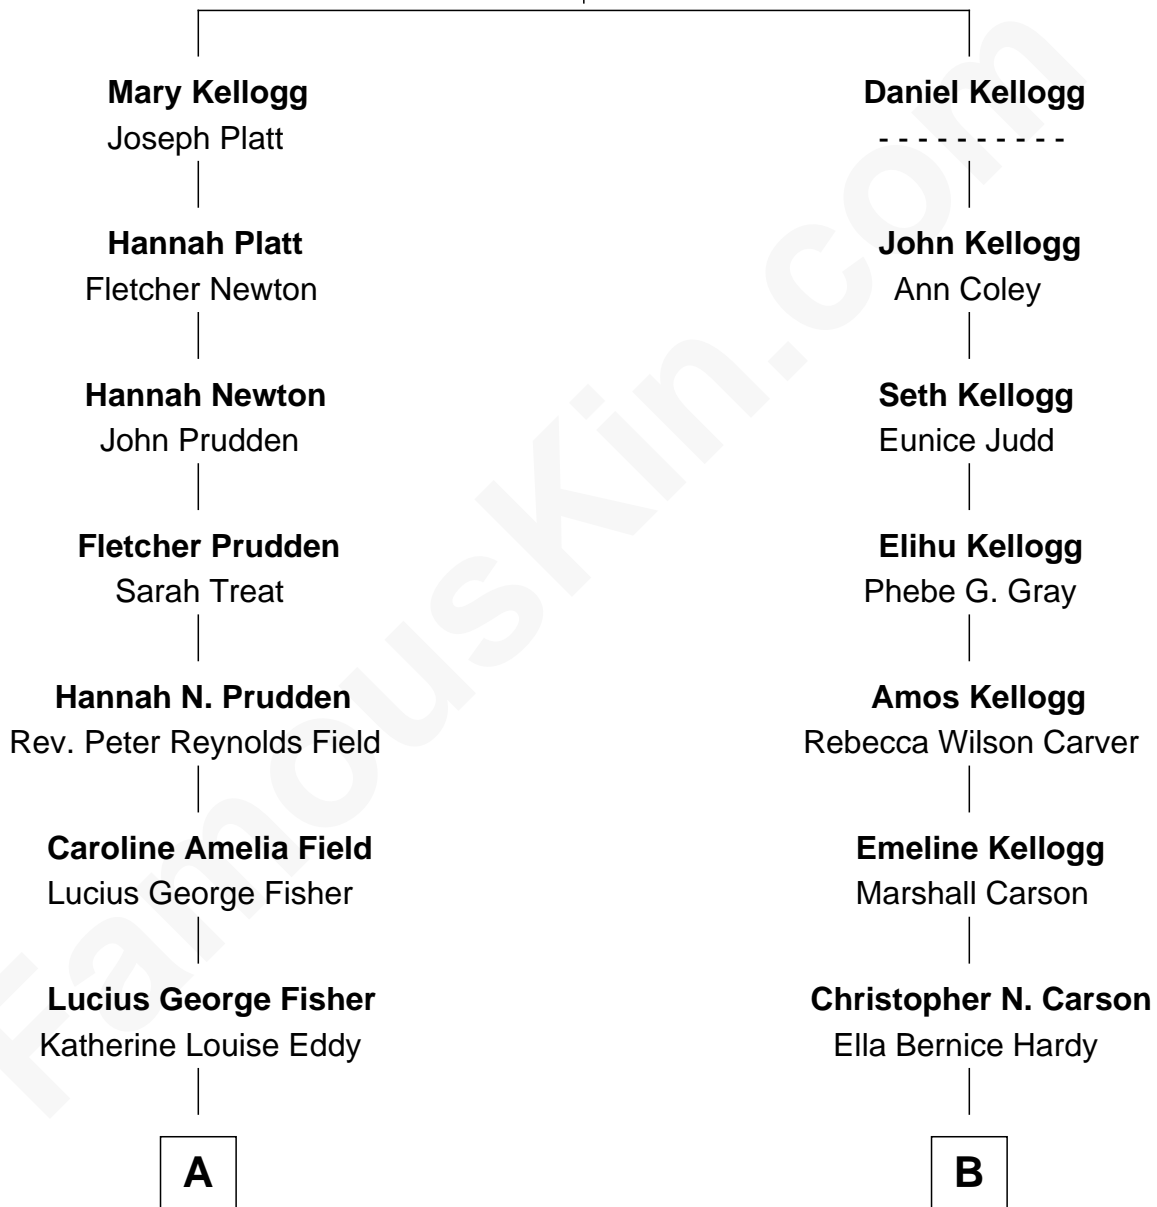 Mary Kellogg
Joseph Platt
Daniel Kellogg
- - - - - - - - - -
Hannah Platt
Fletcher Newton
John Kellogg
Ann Coley
Hannah Newton
John Prudden
Seth Kellogg
Eunice Judd
Fletcher Prudden
Sarah Treat
Elihu Kellogg
Phebe G. Gray
Hannah N. Prudden
Rev. Peter Reynolds Field
Amos Kellogg
Rebecca Wilson Carver
Caroline Amelia Field
Lucius George Fisher
Emeline Kellogg
Marshall Carson
Lucius George Fisher
Katherine Louise Eddy
Christopher N. Carson
Ella Bernice Hardy
A
B
FamousKin.com